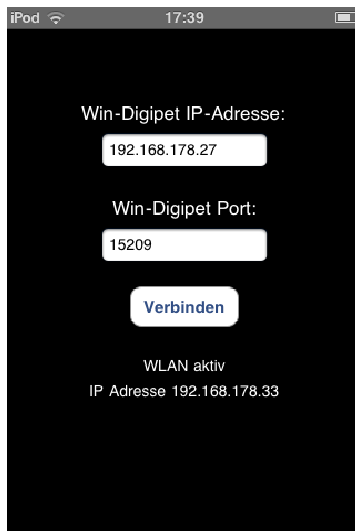 iPod 17:39
Win-Digipet IP-Adresse:
192.168.178.27
Win-Digipet Port:
15209
Verbinden
WLAN aktiv
IP Adresse 192.168.178.33